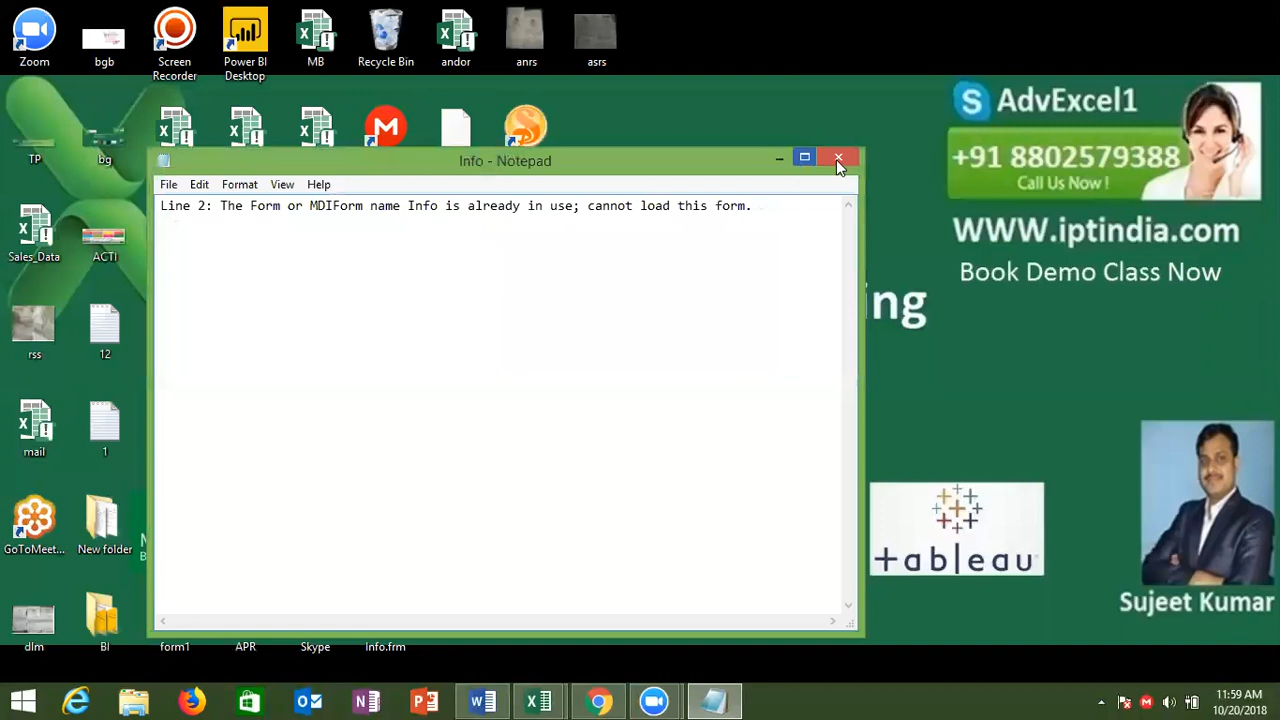 Zoom
bgb
Screen
Recorder
Power BI
Desktop
MB
Recycle Bin
andor
anrs
asrs
TP
bg
AdvExcel1
+91 8802579388
Call Us Now !
WWW.iptindia.com
Book Demo Class Now
ing
Info - Notepad
File Edit Format View Help
Line 2: The Form or MDIForm name Info is already in use; cannot load this form.
Sales_Data
ACTI
rss
12
mail
1
GoToMeet...
New folder
dlm
BI
form1
APR
Skype
Info.frm
+ableau
Sujeet Kumar
11:59 AM
10/20/2018